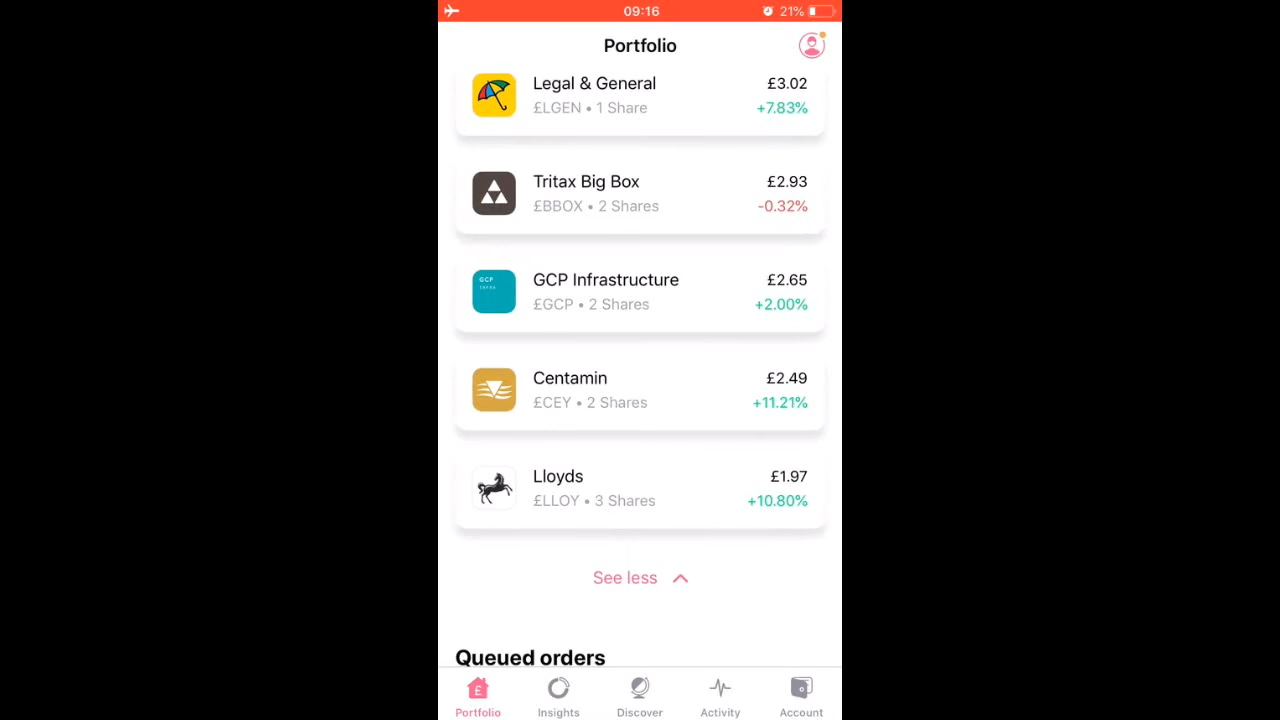 09:16
21%
Portfolio
Legal & General
£3.02
£LGEN • 1 Share
+7.83%
Tritax Big Box
£2.93
£BBOX • 2 Shares
-0.32%
GCP
INFRA
GCP Infrastructure
£2.65
£GCP • 2 Shares
+2.00%
Centamin
£2.49
£CEY • 2 Shares
+11.21%
Lloyds
£1.97
£LLOY • 3 Shares
+10.80%
See less
Queued orders
£
Portfolio
Insights
Discover
Activity
Account